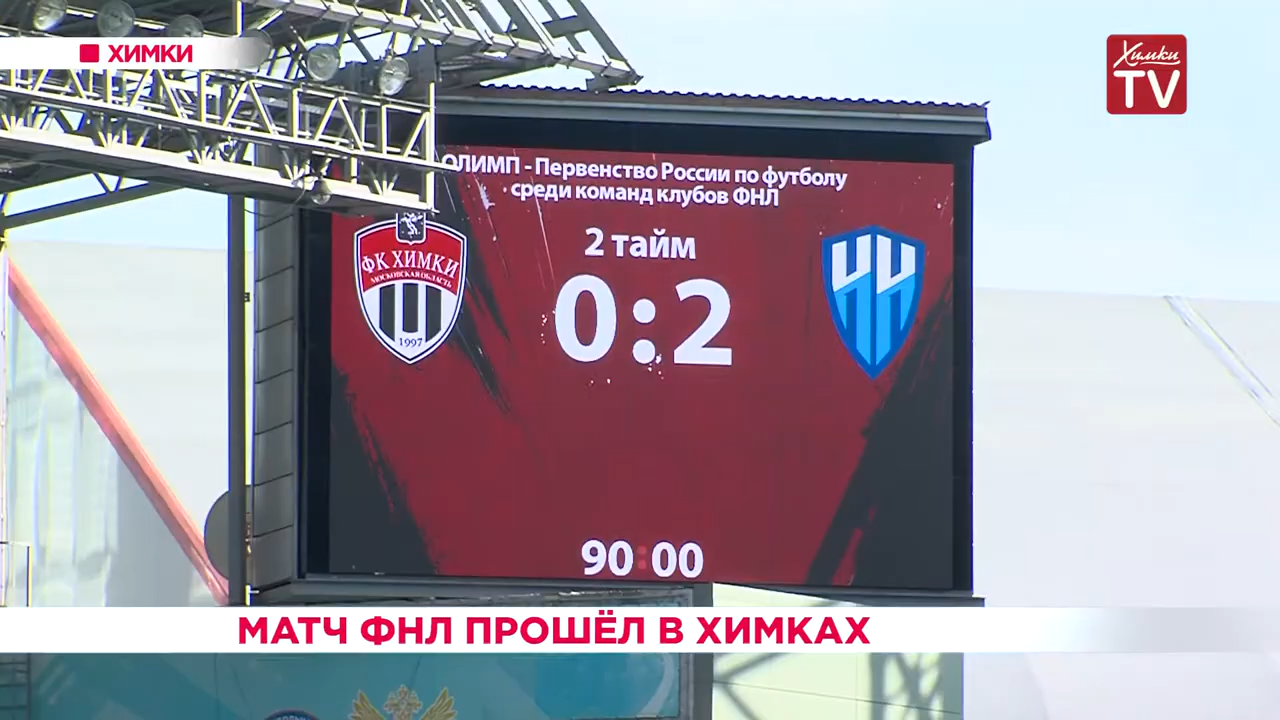 ХИМКИ
Химки
TV
ОЛИМП - Первенство России по футболу
среди команд клубов ФНЛ
2 тайм
ФК ХИМКИ
МОСКОВСКАЯ ОБЛАСТЬ
1997
НН
0:2
90:00
МАТЧ ФНЛ ПРОШЁЛ В ХИМКАХ